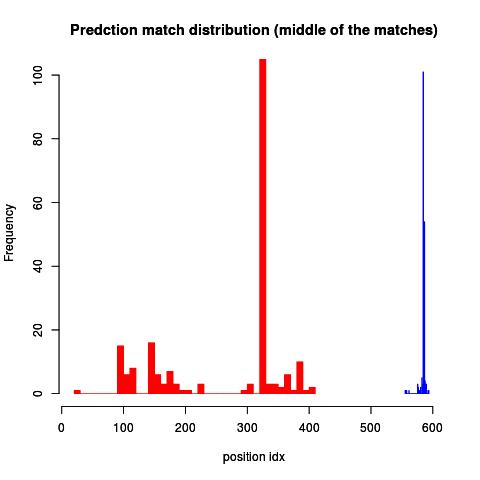 Predction match distribution (middle of the matches)
Frequency
100
80
60
40
20
0
0 100 200 300 400 500 600
position idx